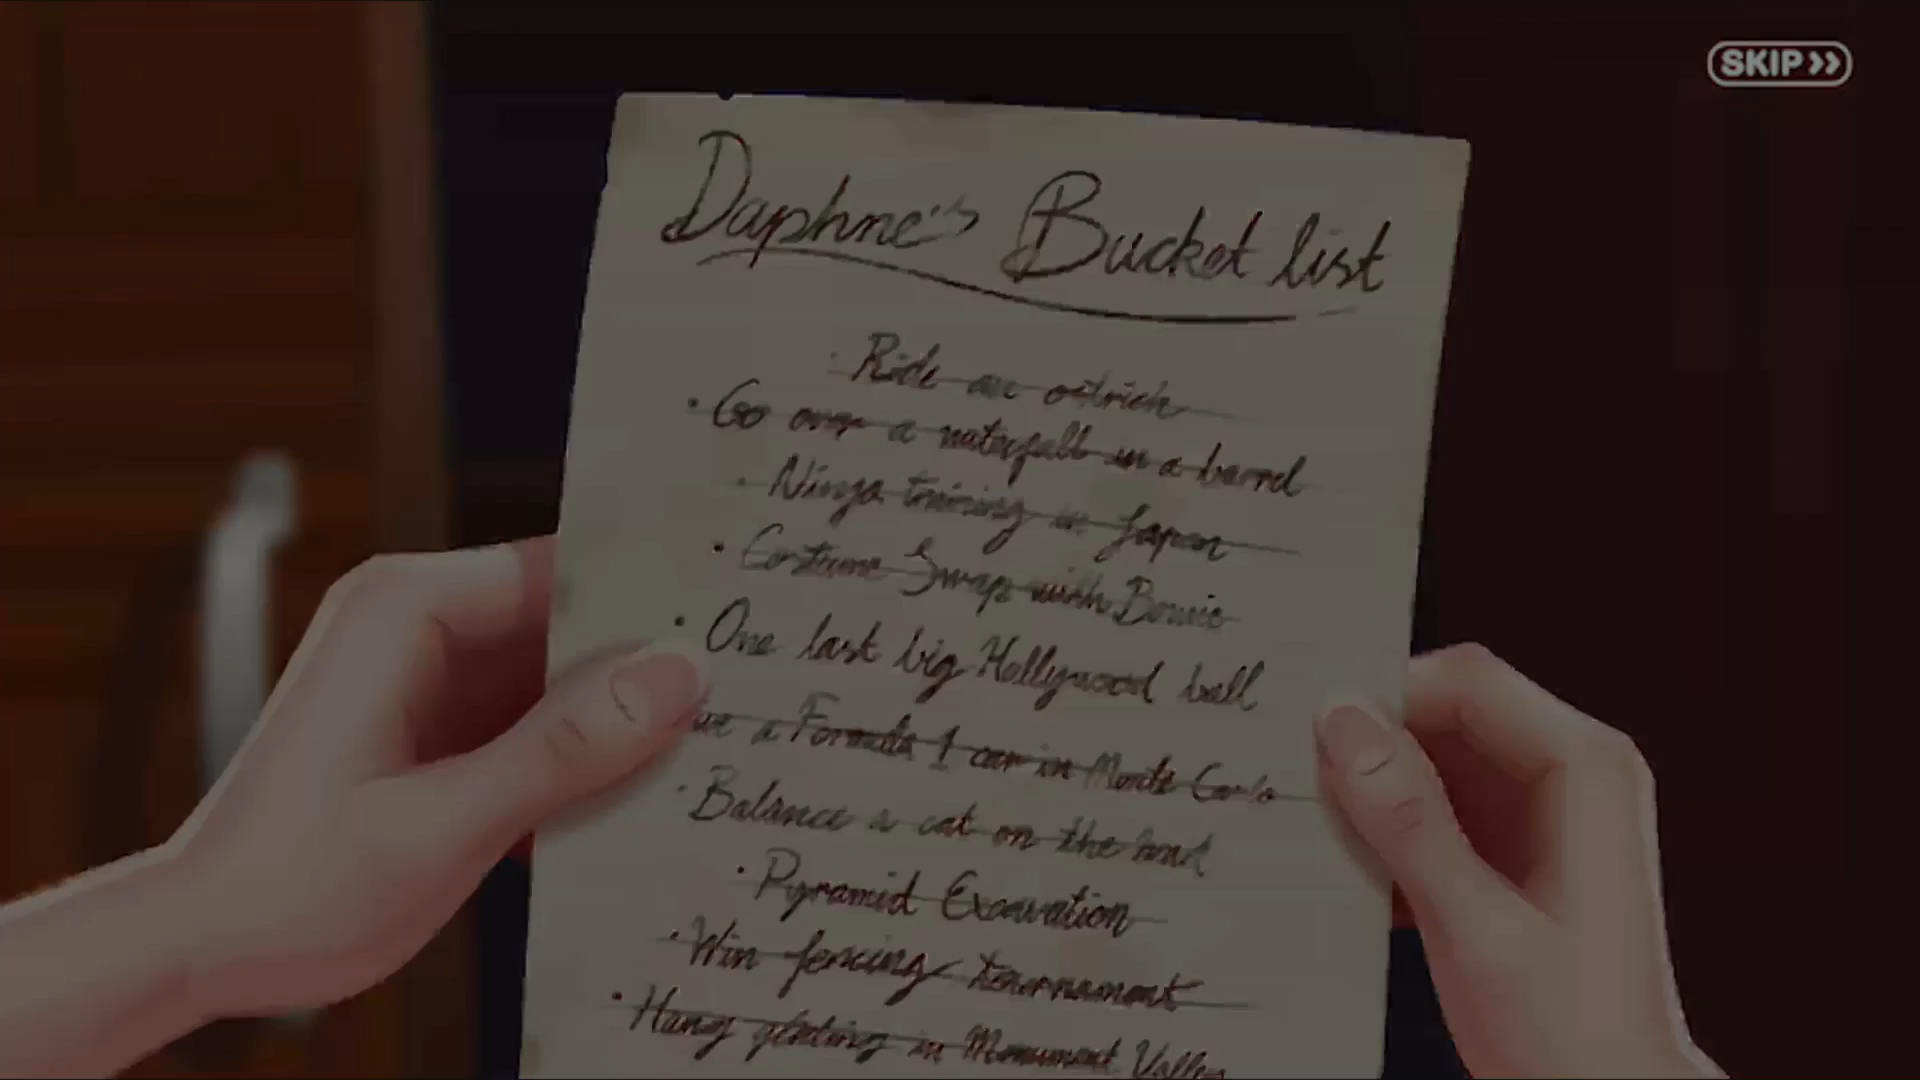 SKIP
Daphne's Bucket list
· Ride an ostrich
· Go over a waterfall in a barrel
· Ninja training in Japan
· Costume Swap with Bowie
· One last big Hollywood ball
a Formula 1 car in Monte Carlo
· Balance a cat on the head
· Pyramid Excavation
· Win fencing tournament
· Hang gliding in Monument Valley